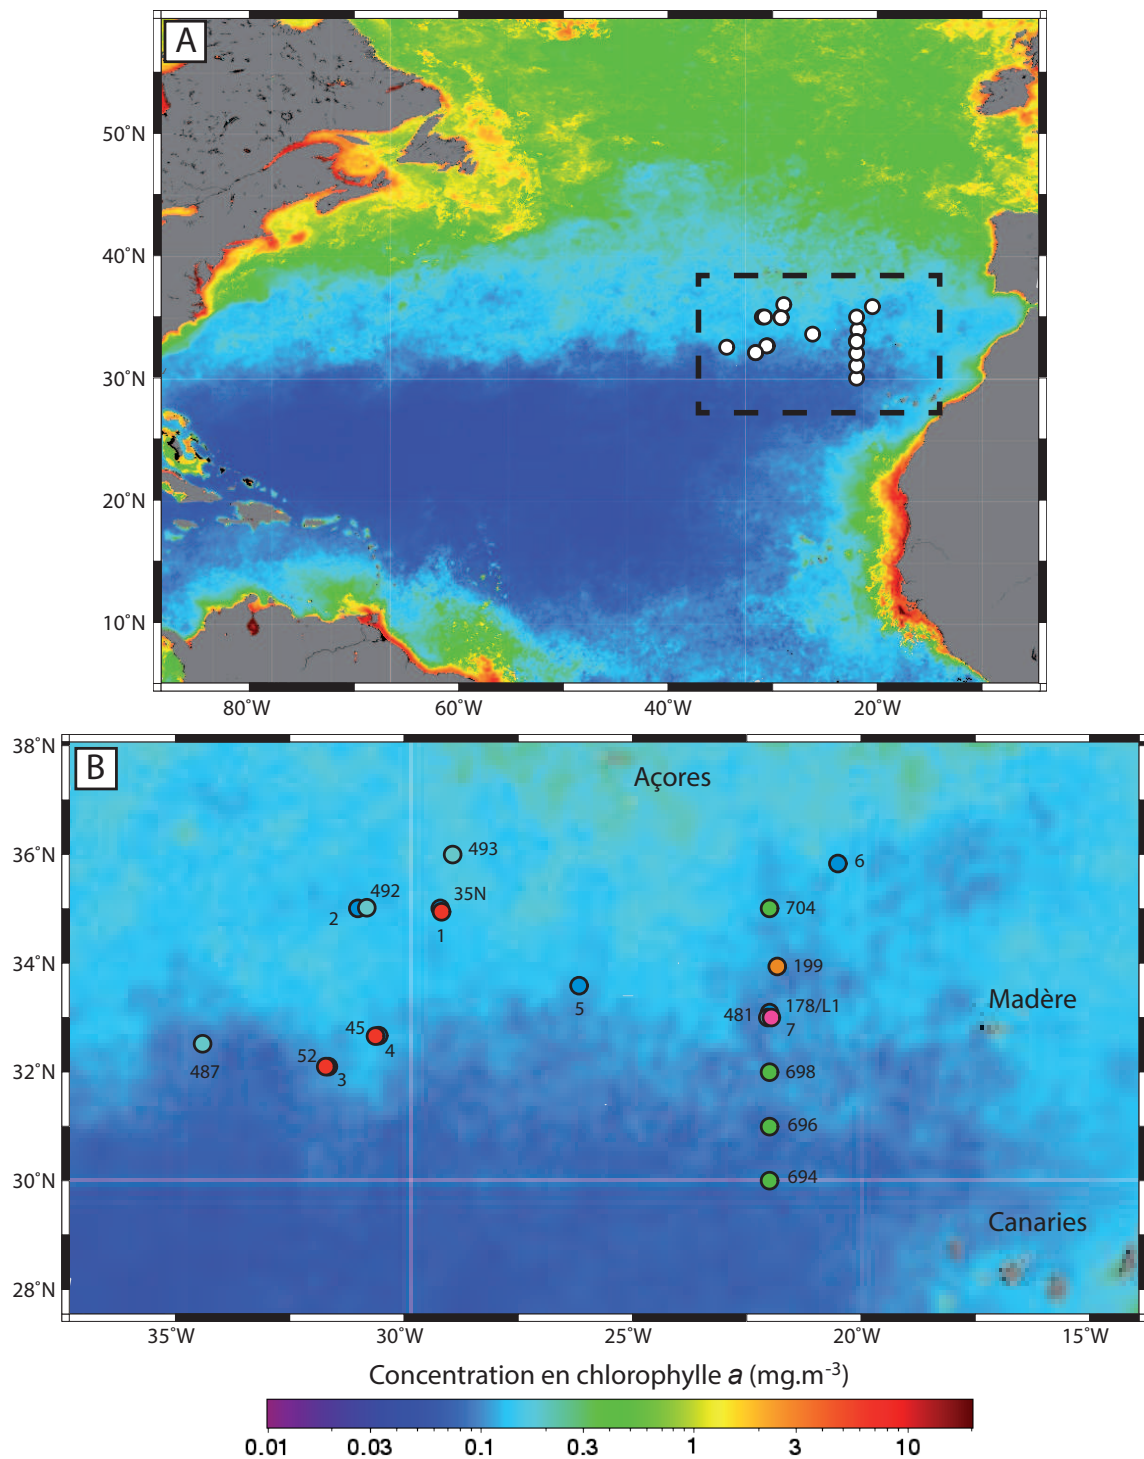 A
50°N
40°N
30°N
20°N
10°N
80°W
60°W
40°W
20°W
B
38°N
36°N
34°N
32°N
30°N
28°N
Açores
493
6
492
35N
2
1
704
199
5
178/L1
481
7
Madère
45
4
52
3
487
698
696
694
Canaries
35°W
30°W
25°W
20°W
15°W
Concentration en chlorophylle a (mg.m-3)
0.01
0.03
0.1
0.3
1
3
10